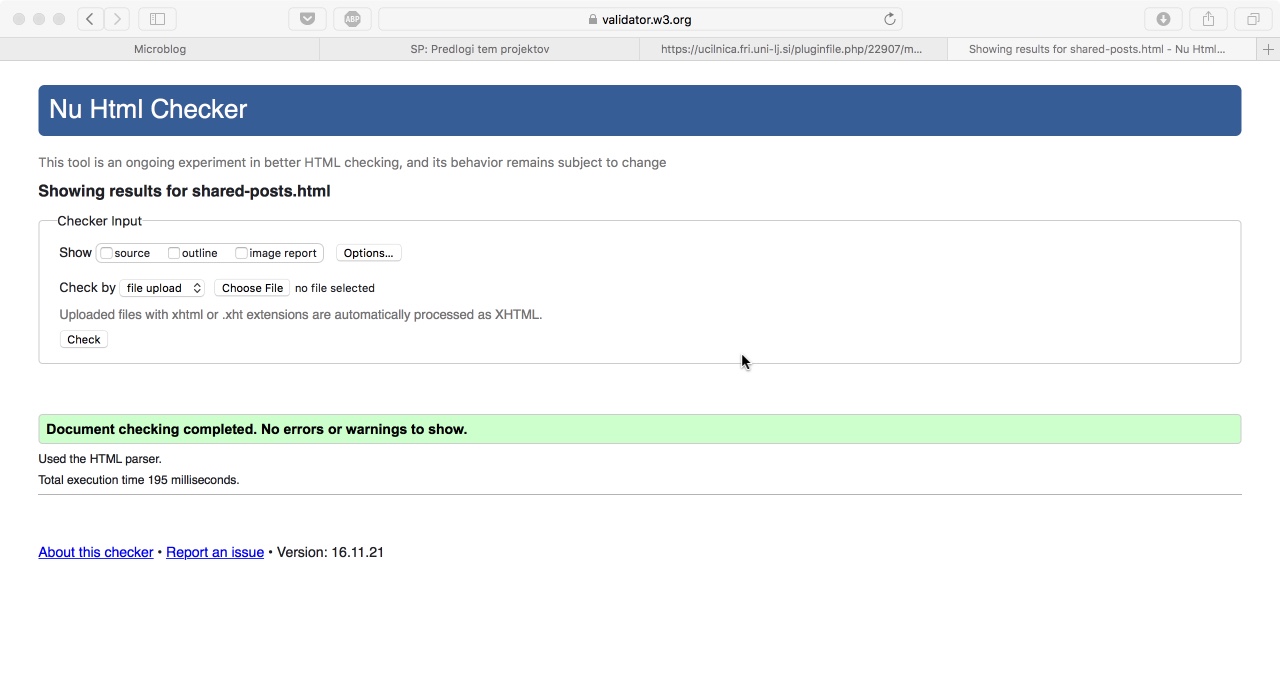 ABP
validator.w3.org
Microblog
SP: Predlogi tem projektov
https://ucilnica.fri.uni-lj.si/pluginfile.php/22907/m...
Showing results for shared-posts.html - Nu Html...
Nu Html Checker
This tool is an ongoing experiment in better HTML checking, and its behavior remains subject to change
Showing results for shared-posts.html
Checker Input
Show source outline image report Options...
Check by file upload Choose File no file selected
Uploaded files with xhtml or .xht extensions are automatically processed as XHTML.
Check
Document checking completed. No errors or warnings to show.
Used the HTML parser.
Total execution time 195 milliseconds.
About this checker • Report an issue • Version: 16.11.21